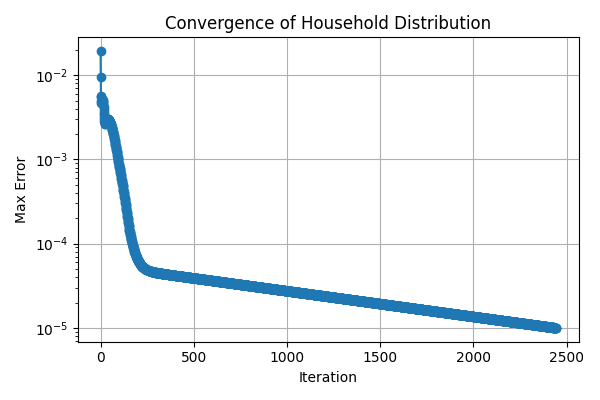 Convergence of Household Distribution
Max Error
10⁻²
10⁻³
10⁻⁴
10⁻⁵
0 500 1000 1500 2000 2500
Iteration